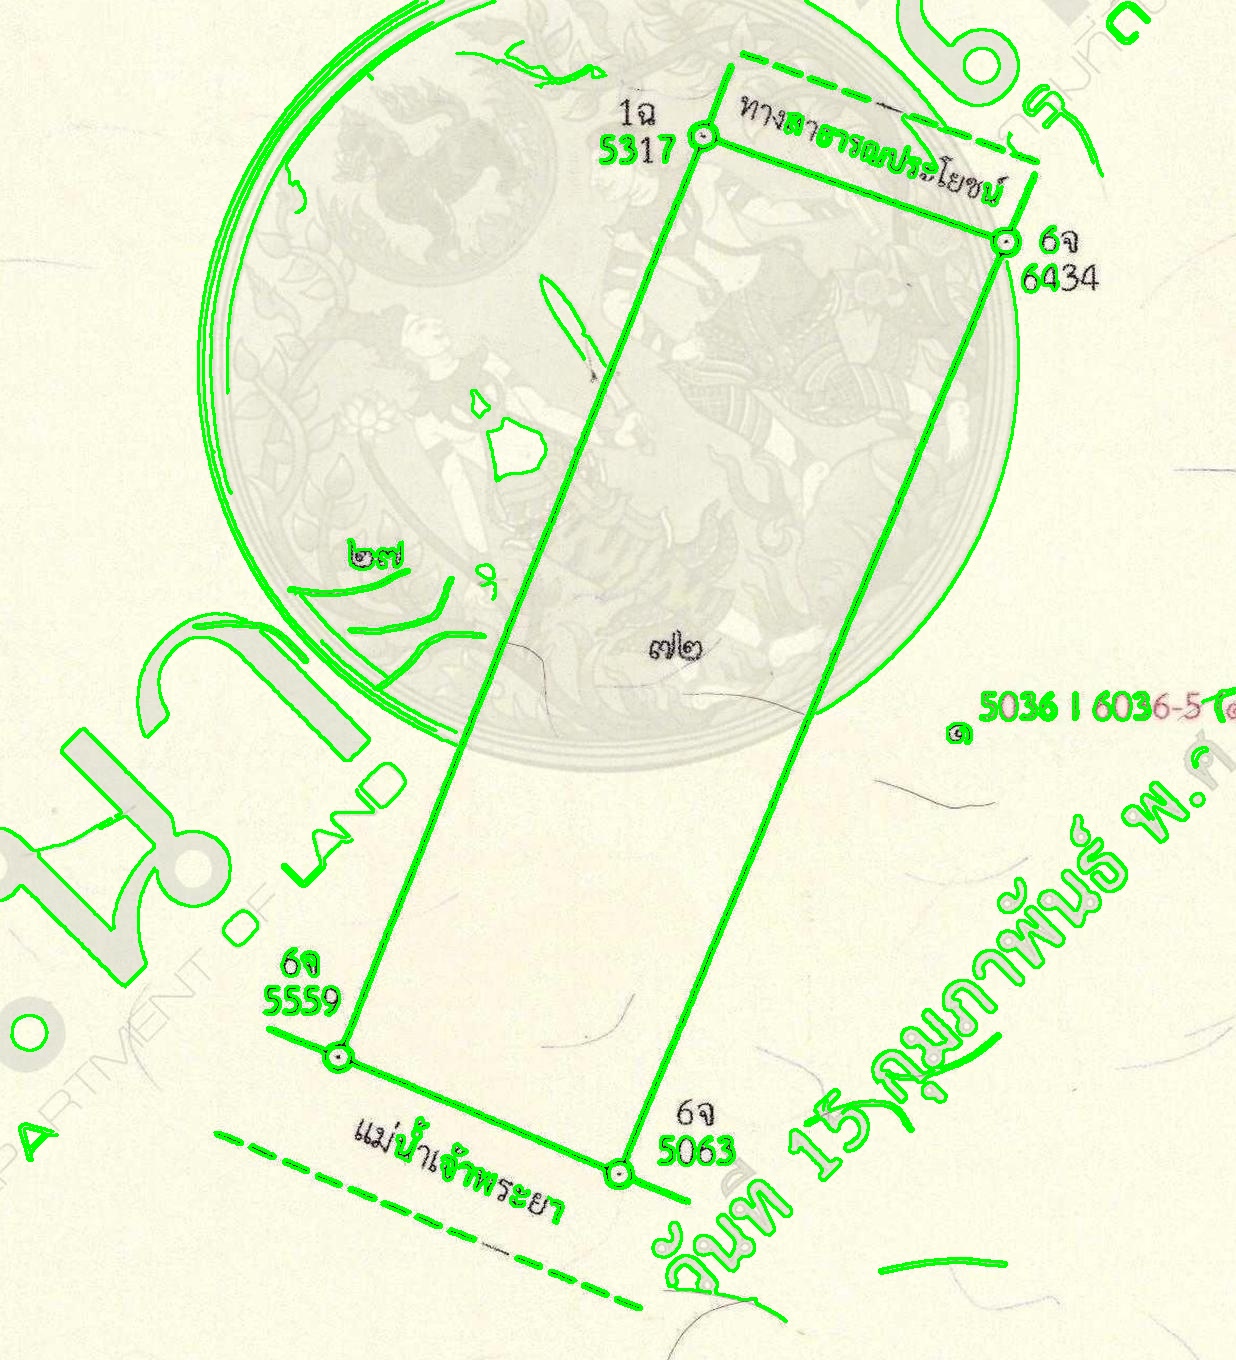 1ฉ
5317
ทางสาธารณประโยชน์
6จ
6434
๒๗
๗๒
5036 I 6036-5
๑
LAND
DEPARTMENT OF
6จ
5559
6จ
5063
แม่น้ำเจ้าพระยา
วันที่ 15 กุมภาพันธ์ พ.ศ